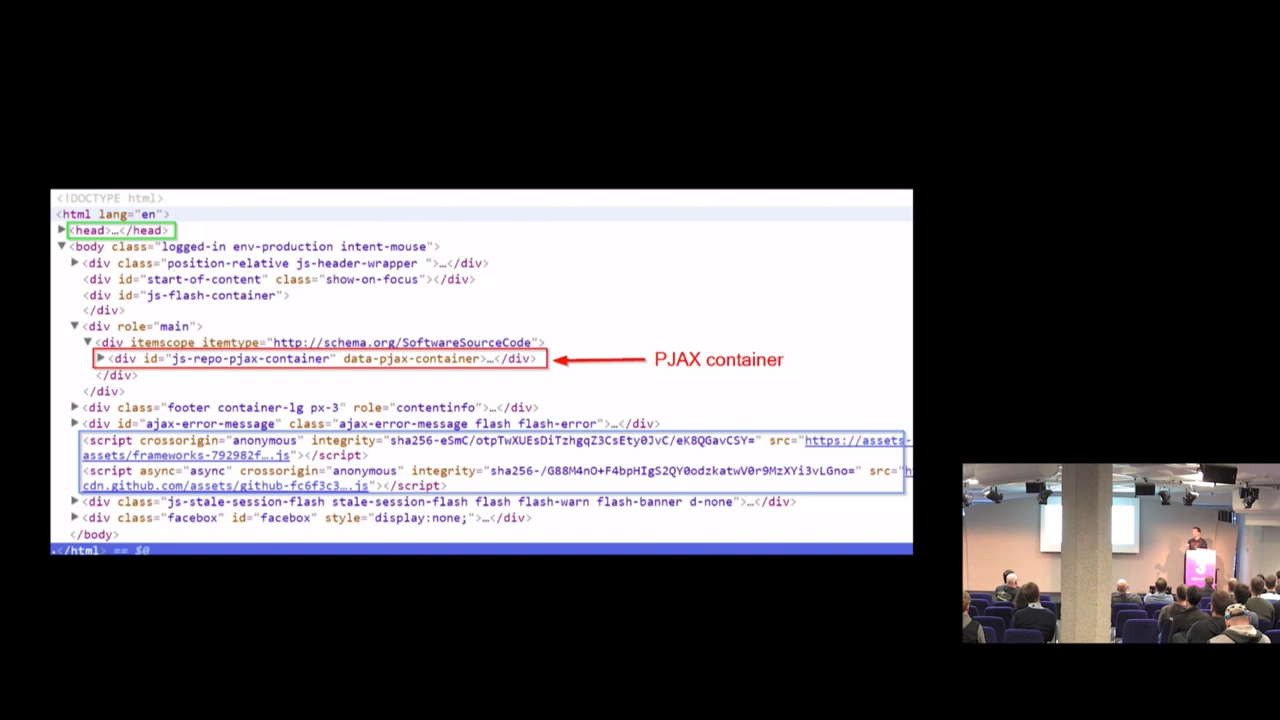 <!DOCTYPE html>
<html lang="en">
<head>…</head>
<body class="logged-in env-production intent-mouse">
<div class="position-relative js-header-wrapper ">…</div>
<div id="start-of-content" class="show-on-focus"></div>
<div id="js-flash-container">
</div>
<div role="main">
<div itemscope itemtype="http://schema.org/SoftwareSourceCode">
<div id="js-repo-pjax-container" data-pjax-container>…</div>
PJAX container
</div>
</div>
<div class="footer container-lg px-3" role="contentinfo">…</div>
<div id="ajax-error-message" class="ajax-error-message flash flash-error">…</div>
<script crossorigin="anonymous" integrity="sha256-eSmC/otpTwXUEsDiTzhgqZ3CsEty0JvC/eK8QGavCSY=" src="https://assets-
assets/frameworks-792982f….js"></script>
<script async="async" crossorigin="anonymous" integrity="sha256-/G88M4nO+F4bpHIgS2QY0odzkatwV0r9MzXYi3vLGno=" src="h
cdn.github.com/assets/github-fc6f3c3….js"></script>
<div class="js-stale-session-flash stale-session-flash flash flash-warn flash-banner d-none">…</div>
<div class="facebox" id="facebox" style="display:none;">…</div>
</body>
</html> == $0